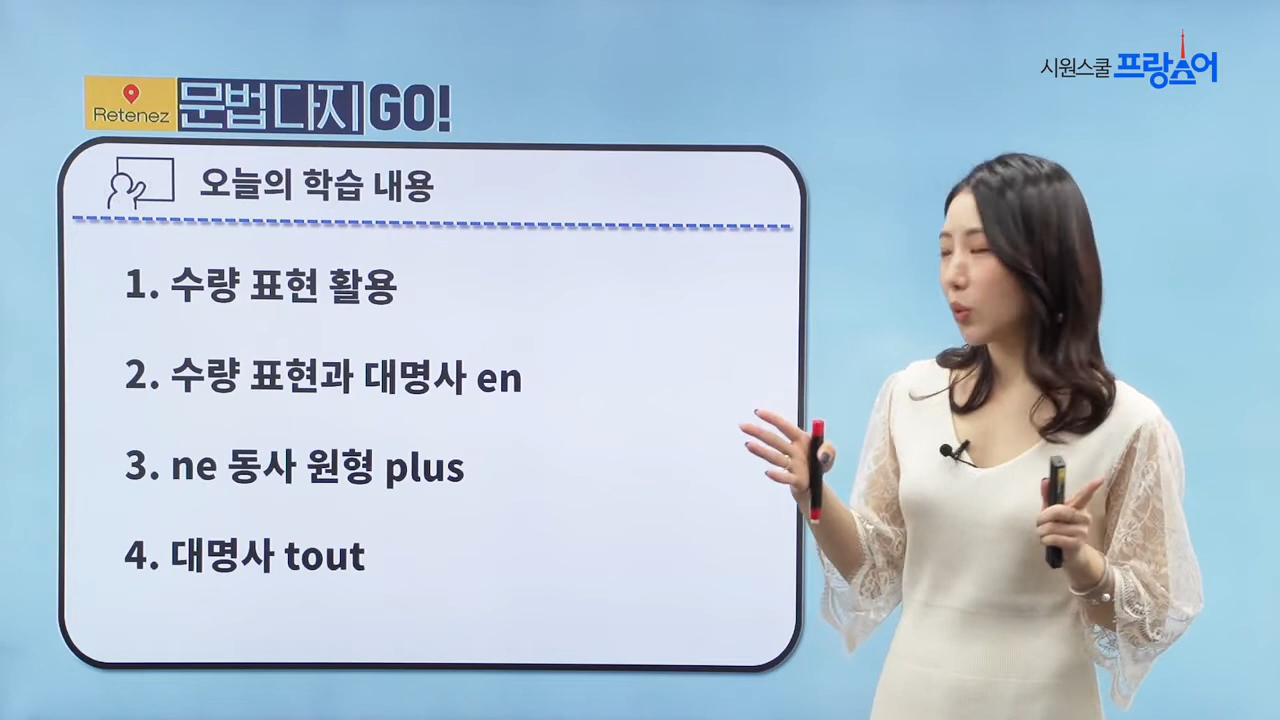 시원스쿨 프랑스어
Retenez 문법 다지GO!
오늘의 학습 내용
1. 수량 표현 활용
2. 수량 표현과 대명사 en
3. ne 동사 원형 plus
4. 대명사 tout